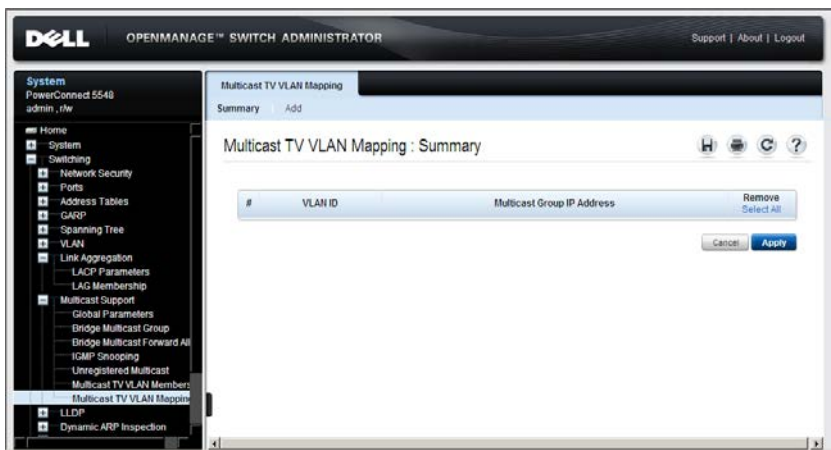 DELL
OPENMANAGE™ SWITCH ADMINISTRATOR
Support | About | Logout
System
PowerConnect 5548
admin , r/w
Home
System
Switching
Network Security
Ports
Address Tables
GARP
Spanning Tree
VLAN
Link Aggregation
LACP Parameters
LAG Membership
Multicast Support
Global Parameters
Bridge Multicast Group
Bridge Multicast Forward All
IGMP Snooping
Unregistered Multicast
Multicast TV VLAN Members
Multicast TV VLAN Mappin
LLDP
Dynamic ARP Inspection
Multicast TV VLAN Mapping
Summary Add
Multicast TV VLAN Mapping : Summary
H C ?
# VLAN ID Multicast Group IP Address Remove
Select All
Cancel Apply